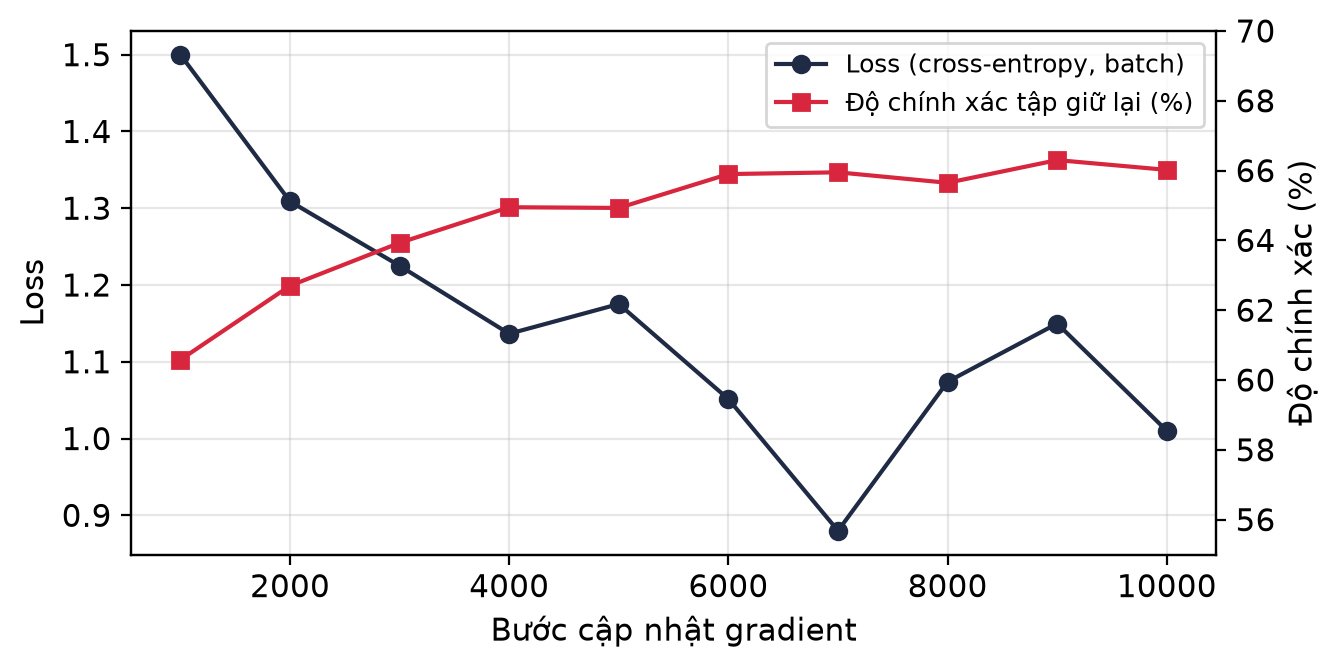 1.5
1.4
1.3
1.2
1.1
1.0
0.9
Loss
Loss (cross-entropy, batch)
Độ chính xác tập giữ lại (%)
70
68
66
64
62
60
58
56
Độ chính xác (%)
2000 4000 6000 8000 10000
Bước cập nhật gradient